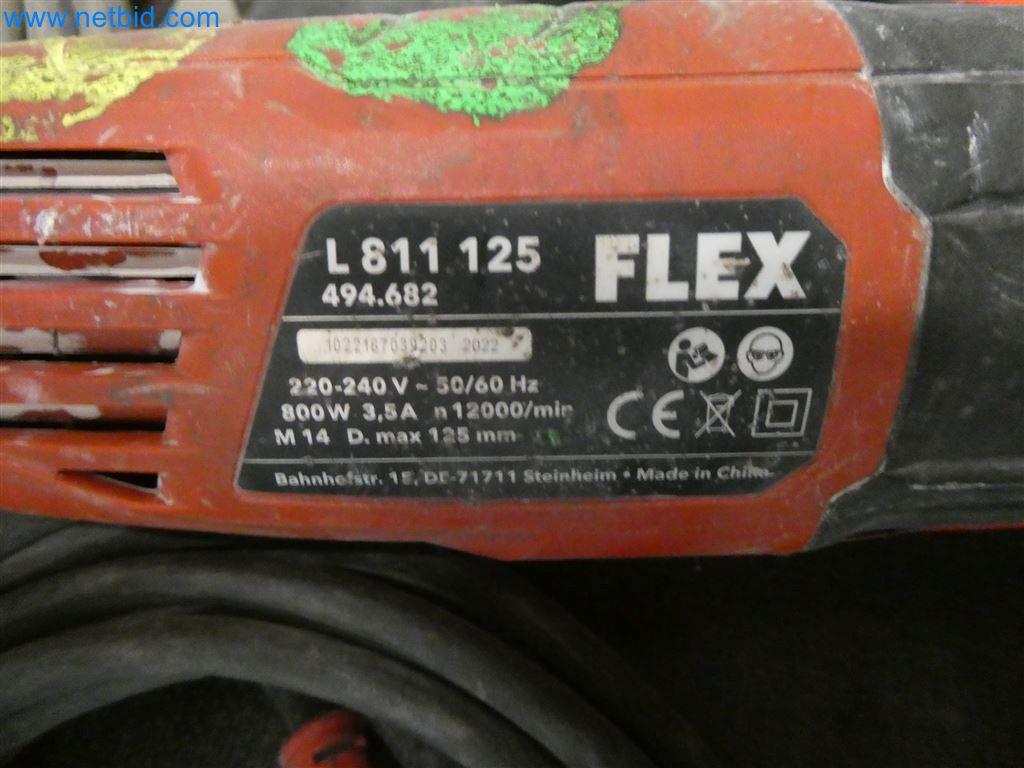 www.netbid.com
L 811 125 FLEX
494.682
1022187039203 2022
220-240 V ~ 50/60 Hz
800W 3,5A n 12000/min
M 14 D. max 125 mm
CE
Bahnhofstr. 15, DE-71711 Steinheim • Made in China